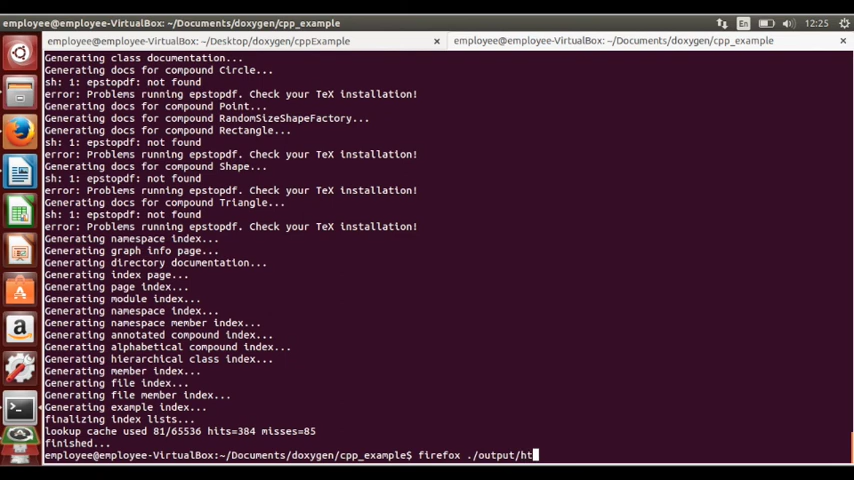 employee@employee-VirtualBox: ~/Documents/doxygen/cpp_example
En
12:25
employee@employee-VirtualBox: ~/Desktop/doxygen/cppExample
employee@employee-VirtualBox: ~/Documents/doxygen/cpp_example
Generating class documentation...
Generating docs for compound Circle...
sh: 1: epstopdf: not found
error: Problems running epstopdf. Check your TeX installation!
Generating docs for compound Point...
Generating docs for compound RandomSizeShapeFactory...
Generating docs for compound Rectangle...
sh: 1: epstopdf: not found
error: Problems running epstopdf. Check your TeX installation!
Generating docs for compound Shape...
sh: 1: epstopdf: not found
error: Problems running epstopdf. Check your TeX installation!
Generating docs for compound Triangle...
sh: 1: epstopdf: not found
error: Problems running epstopdf. Check your TeX installation!
Generating namespace index...
Generating graph info page...
Generating directory documentation...
Generating index page...
Generating page index...
Generating module index...
Generating namespace index...
Generating namespace member index...
Generating annotated compound index...
Generating alphabetical compound index...
Generating hierarchical class index...
Generating member index...
Generating file index...
Generating file member index...
Generating example index...
finalizing index lists...
lookup cache used 81/65536 hits=384 misses=85
finished...
employee@employee-VirtualBox:~/Documents/doxygen/cpp_example$ firefox ./output/ht